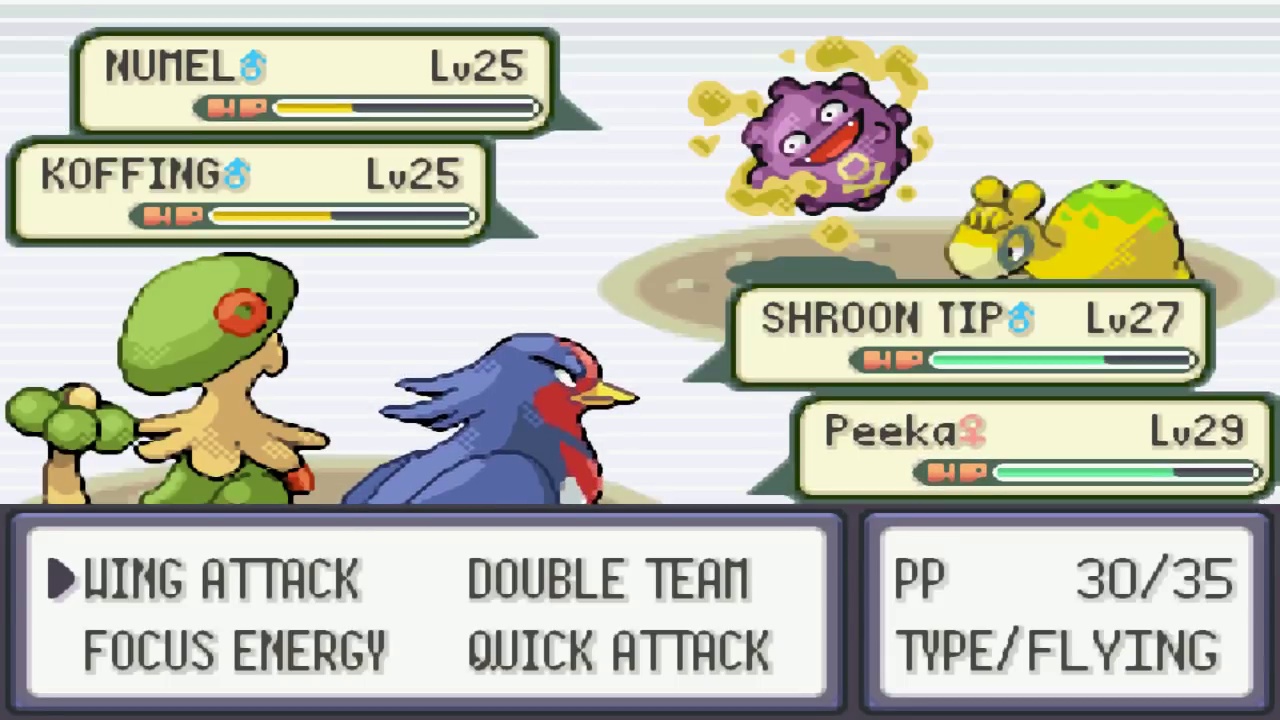 NUMEL♂ Lv25
HP
KOFFING♂ Lv25
HP
SHROON TIP♂ Lv27
HP
Peeka♀ Lv29
HP
▶WING ATTACK DOUBLE TEAM
FOCUS ENERGY QUICK ATTACK
PP 30/35
TYPE/FLYING